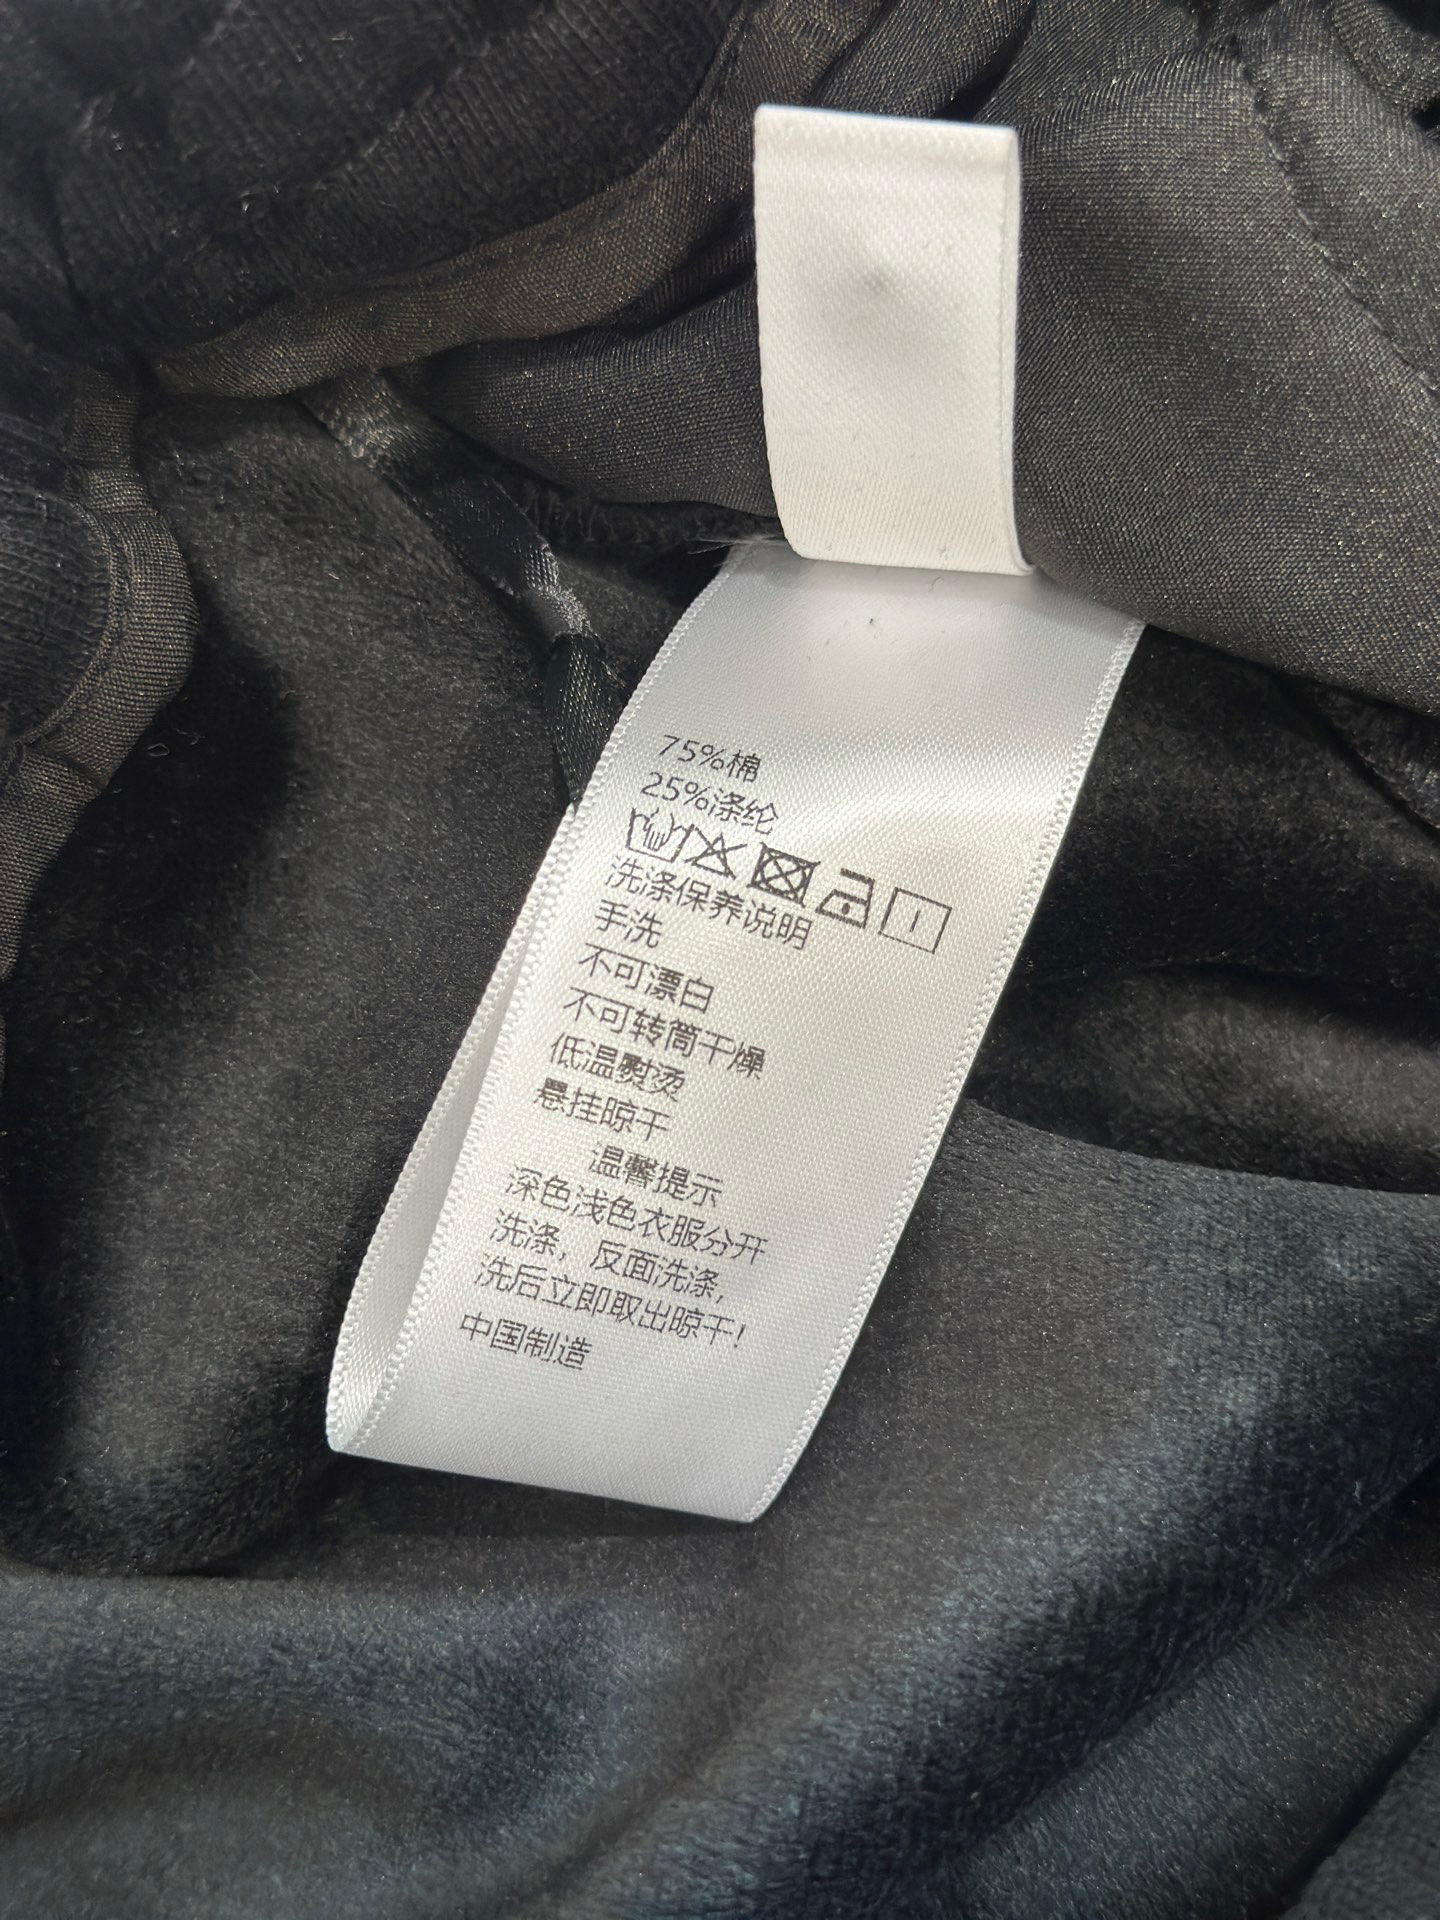 75%棉
25%涤纶
洗涤保养说明
手洗
不可漂白
不可转筒干燥
低温熨烫
悬挂晾干
温馨提示
深色浅色衣服分开
洗涤，反面洗涤，
洗后立即取出晾干！
中国制造